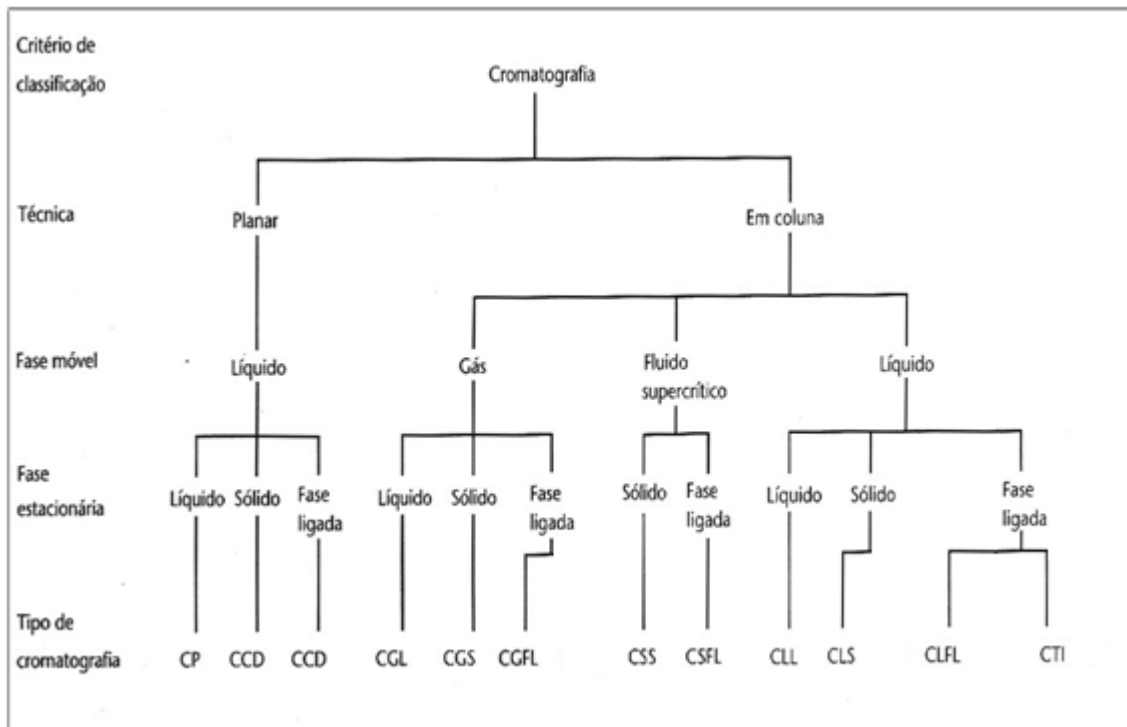 Critério de
classificação
Cromatografia
Técnica
Planar
Em coluna
Fase móvel
Líquido
Gás
Fluido
supercrítico
Líquido
Fase
estacionária
Líquido
Sólido
Fase
ligada
Líquido
Sólido
Fase
ligada
Sólido
Fase
ligada
Líquido
Sólido
Fase
ligada
Tipo de
cromatografia
CP
CCD
CCD
CGL
CGS
CGFL
CSS
CSFL
CLL
CLS
CLFL
CTI